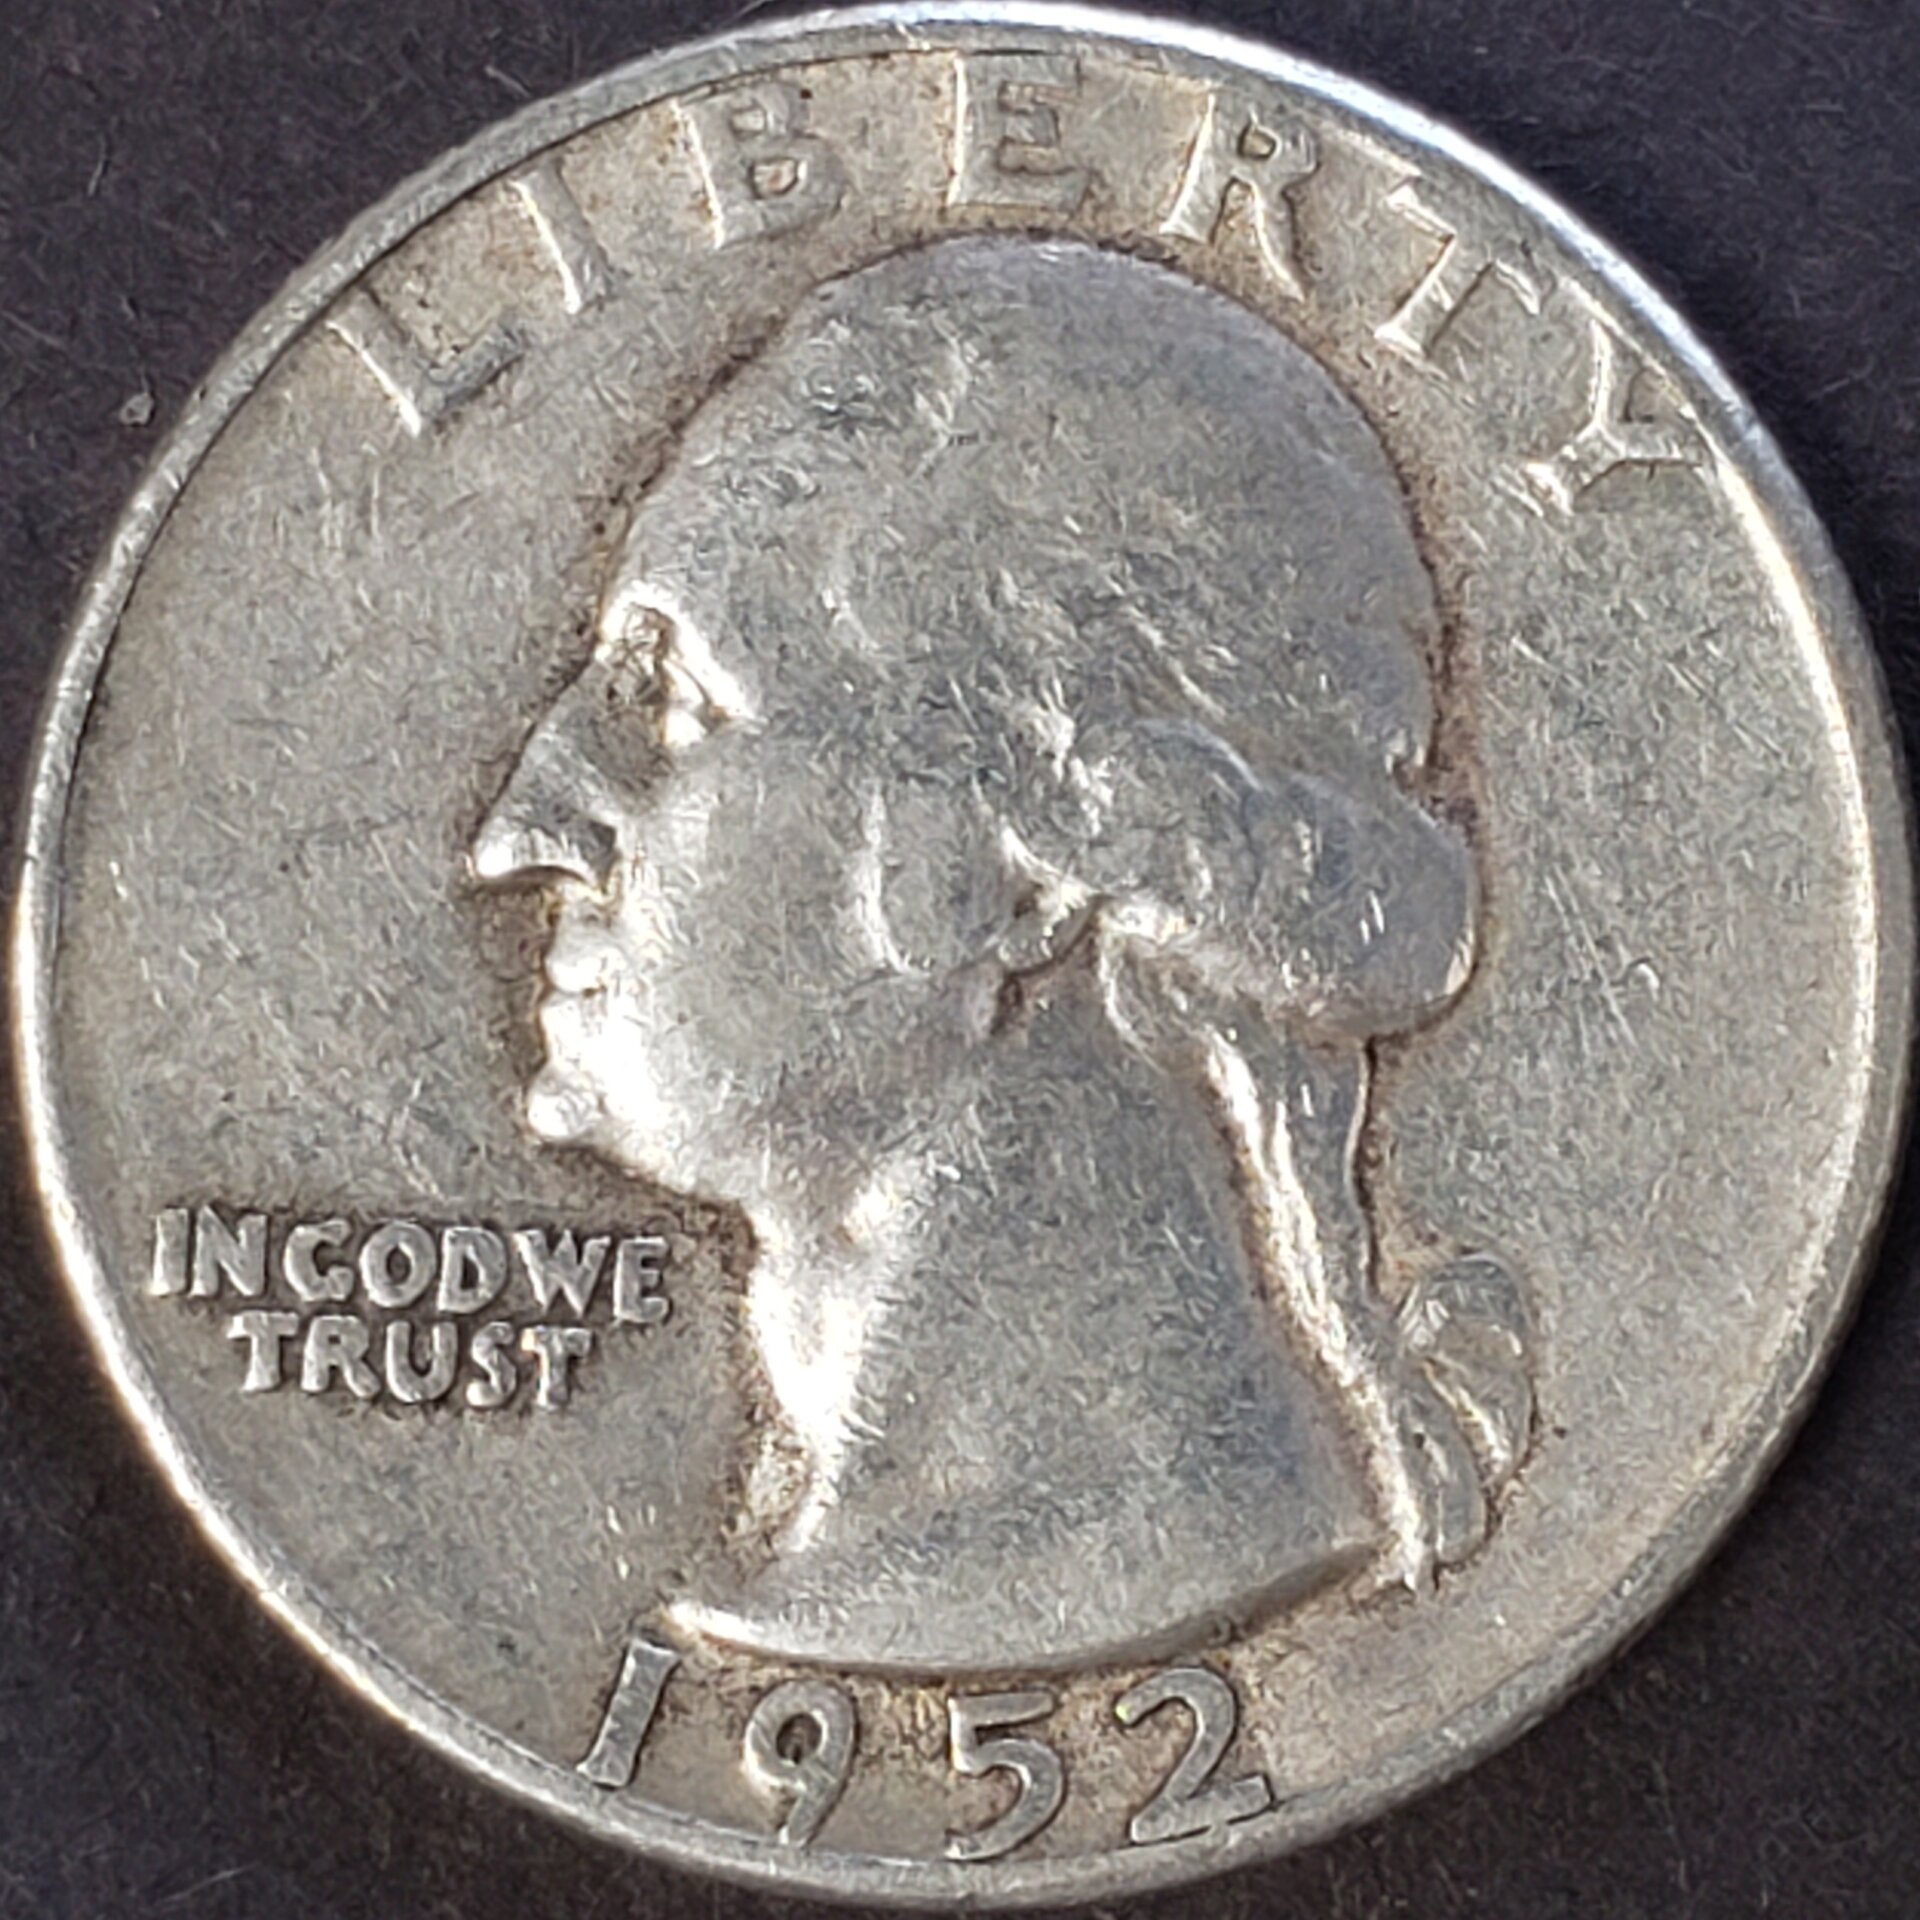 LIBERTY
IN GOD WE
TRUST
1952